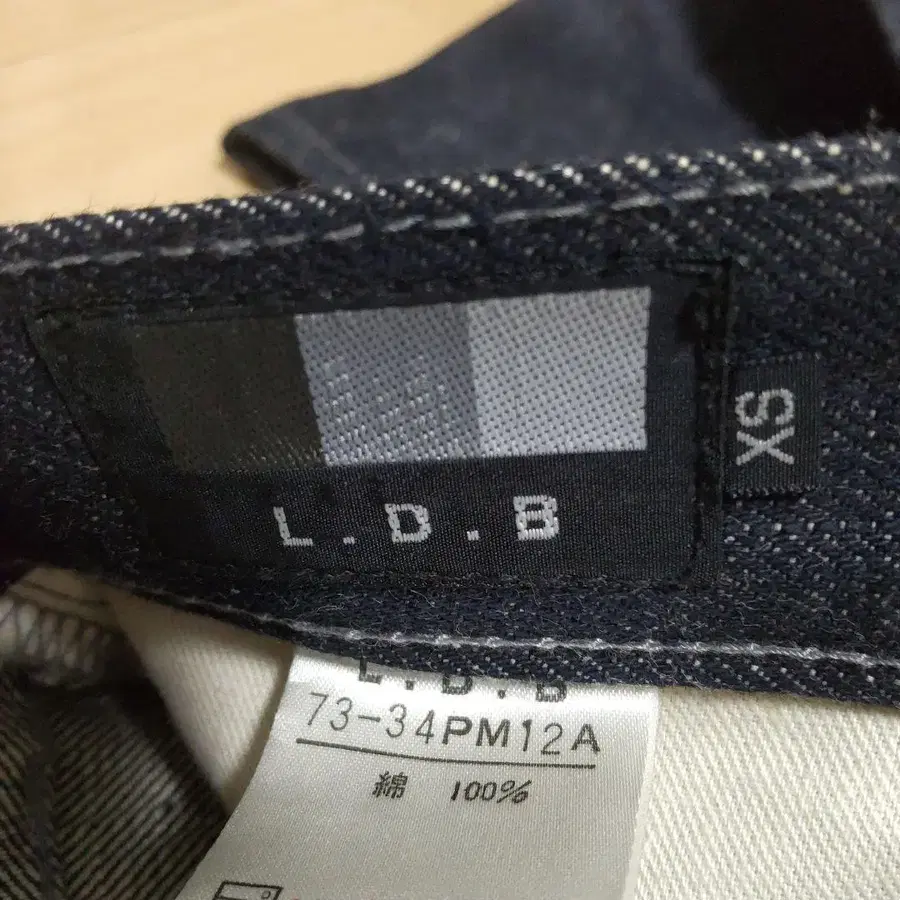 L.D.B
XS
L.D.B
73-34PM12A
綿 100%